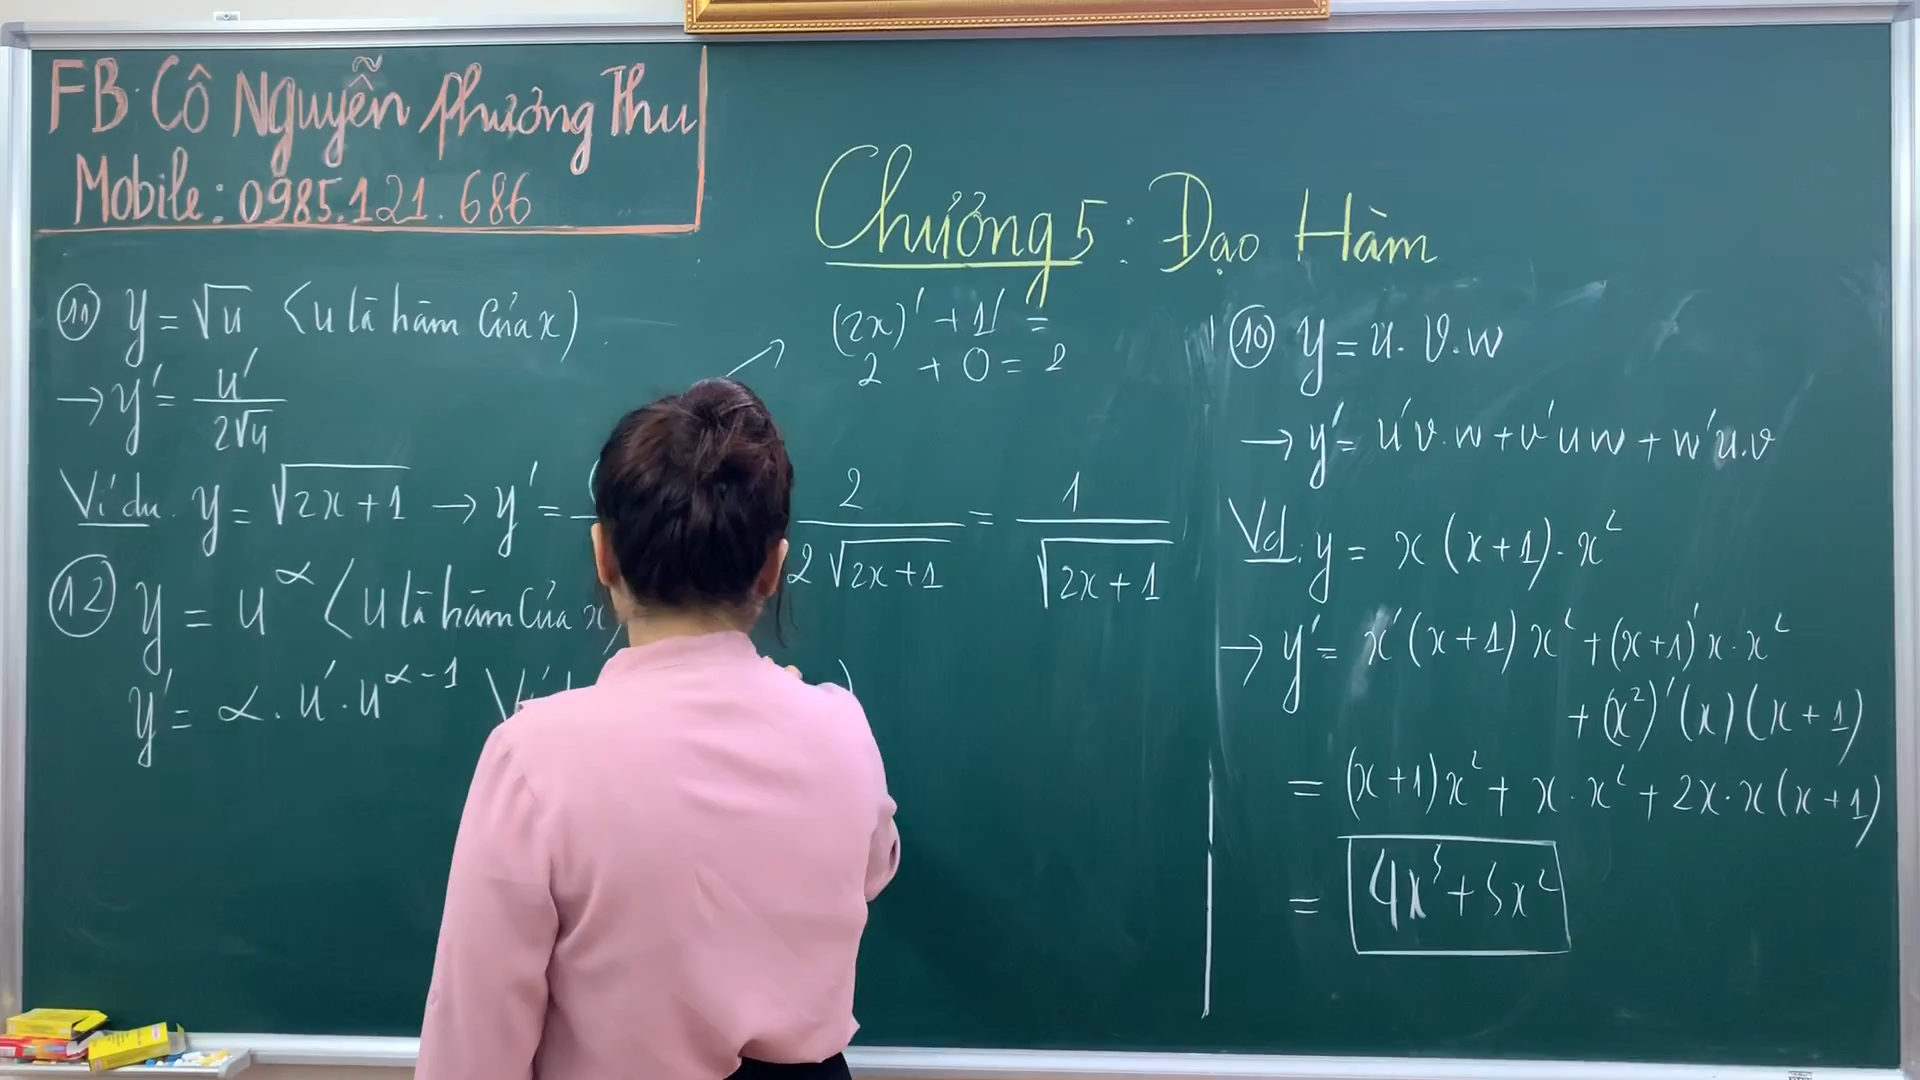 FB: Cô Nguyễn Phương Thu
Mobile: 0985.121.686
Chương 5: Đạo Hàm
⑪ y = √u (u là hàm của x)
→ y' = u' / 2√u
(2x)' + 1' =
2 + 0 = 2
Ví dụ. y = √(2x+1) → y' = 2 / 2√(2x+1) = 1 / √(2x+1)
⑫ y = u^α (u là hàm của x)
y' = α . u' . u^(α-1)
⑩ y = u. v. w
→ y' = u'v.w + v'uw + w'u.v
Vd. y = x (x+1). x²
→ y' = x'(x+1) x² + (x+1)'x. x²
+ (x²)'(x)(x+1)
= (x+1)x² + x. x² + 2x. x(x+1)
= 4x³ + 3x²